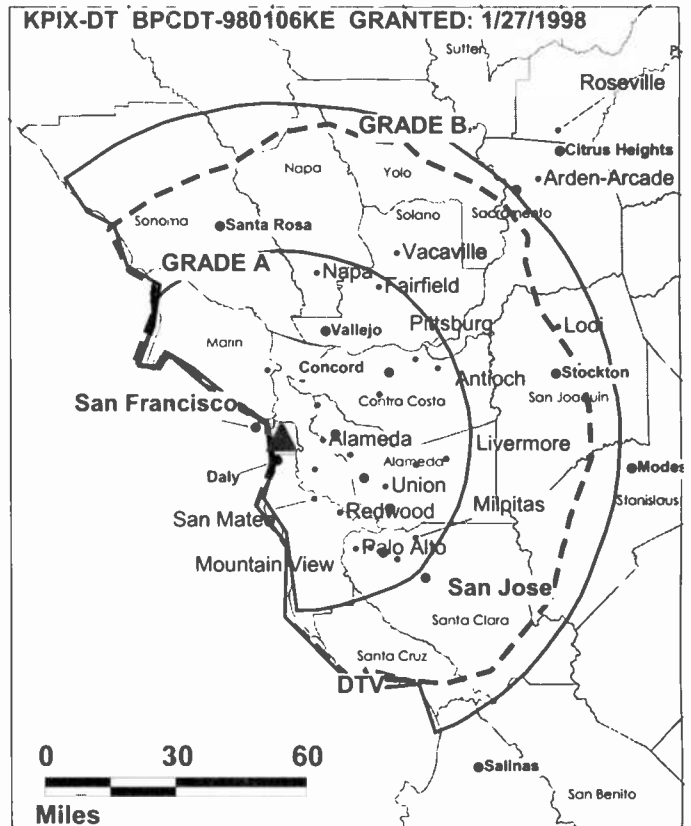 KPIX-DT BPCDT-980106KE GRANTED: 1/27/1998
Sutter
Roseville
GRADE B
Citrus Heights
Napa
Yolo
Arden-Arcade
Sonoma
Santa Rosa
Solano
Sacramento
Vacaville
GRADE A
Napa
Fairfield
Vallejo
Pittsburg
Lodi
Marin
Concord
Antioch
Stockton
San Joaquin
San Francisco
Contra Costa
Alameda
Livermore
Daly
Alameda
Modes
Union
Stanislaus
San Mateo
Redwood
Milpitas
Mountain View
Palo Alto
San Jose
Santa Clara
Santa Cruz
DTV
0 30 60
Miles
Salinas
San Benito